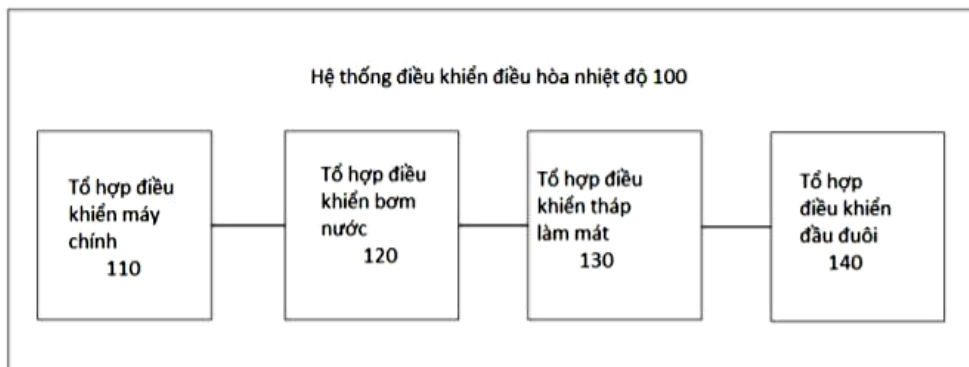 Hệ thống điều khiển điều hòa nhiệt độ 100
Tổ hợp điều
khiển máy
chính
110
Tổ hợp điều
khiển bơm
nước
120
Tổ hợp điều
khiển tháp
làm mát
130
Tổ hợp
điều khiển
đầu đuôi
140